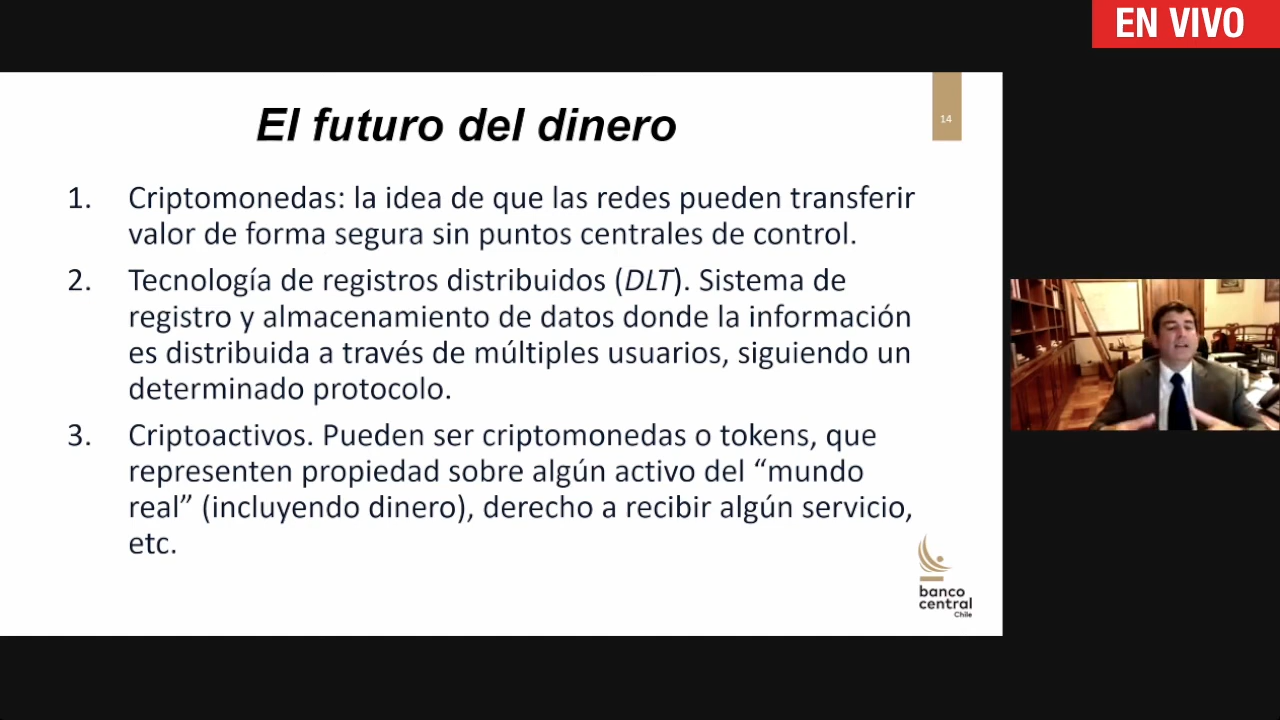 EN VIVO
El futuro del dinero
14
1. Criptomonedas: la idea de que las redes pueden transferir
valor de forma segura sin puntos centrales de control.
2. Tecnología de registros distribuidos (DLT). Sistema de
registro y almacenamiento de datos donde la información
es distribuida a través de múltiples usuarios, siguiendo un
determinado protocolo.
3. Criptoactivos. Pueden ser criptomonedas o tokens, que
representen propiedad sobre algún activo del “mundo
real” (incluyendo dinero), derecho a recibir algún servicio,
etc.
banco
central
Chile